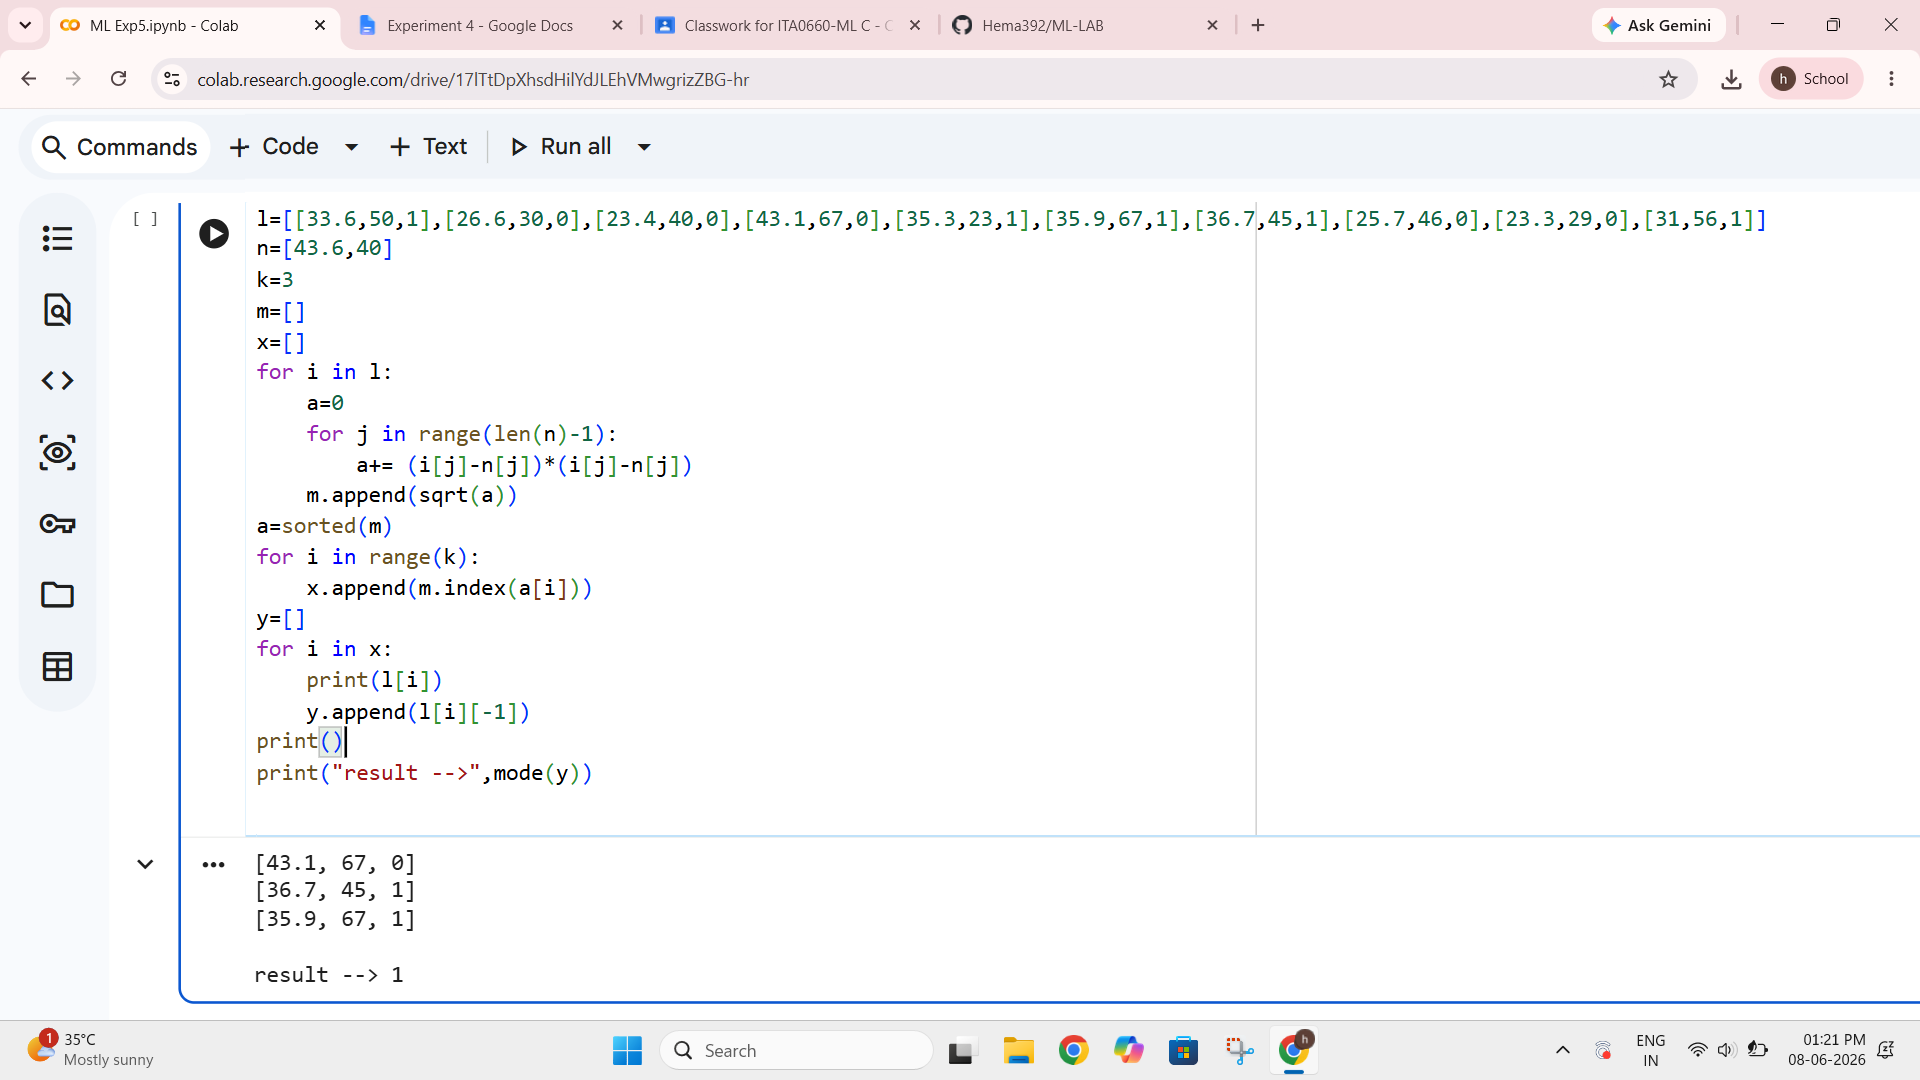 ML Exp5.ipynb - Colab
Experiment 4 - Google Docs
Classwork for ITA0660-ML C - C
Hema392/ML-LAB
Ask Gemini
colab.research.google.com/drive/17lTtDpXhsdHilYdJLEhVMwgrizZBG-hr
h School
Commands
+ Code
+ Text
Run all
[ ]
l=[[33.6,50,1],[26.6,30,0],[23.4,40,0],[43.1,67,0],[35.3,23,1],[35.9,67,1],[36.7,45,1],[25.7,46,0],[23.3,29,0],[31,56,1]]
n=[43.6,40]
k=3
m=[]
x=[]
for i in l:
    a=0
    for j in range(len(n)-1):
        a+= (i[j]-n[j])*(i[j]-n[j])
    m.append(sqrt(a))
a=sorted(m)
for i in range(k):
    x.append(m.index(a[i]))
y=[]
for i in x:
    print(l[i])
    y.append(l[i][-1])
print()
print("result -->",mode(y))
[43.1, 67, 0]
[36.7, 45, 1]
[35.9, 67, 1]
result --> 1
1
35°C
Mostly sunny
Search
h
ENG
IN
01:21 PM
08-06-2026